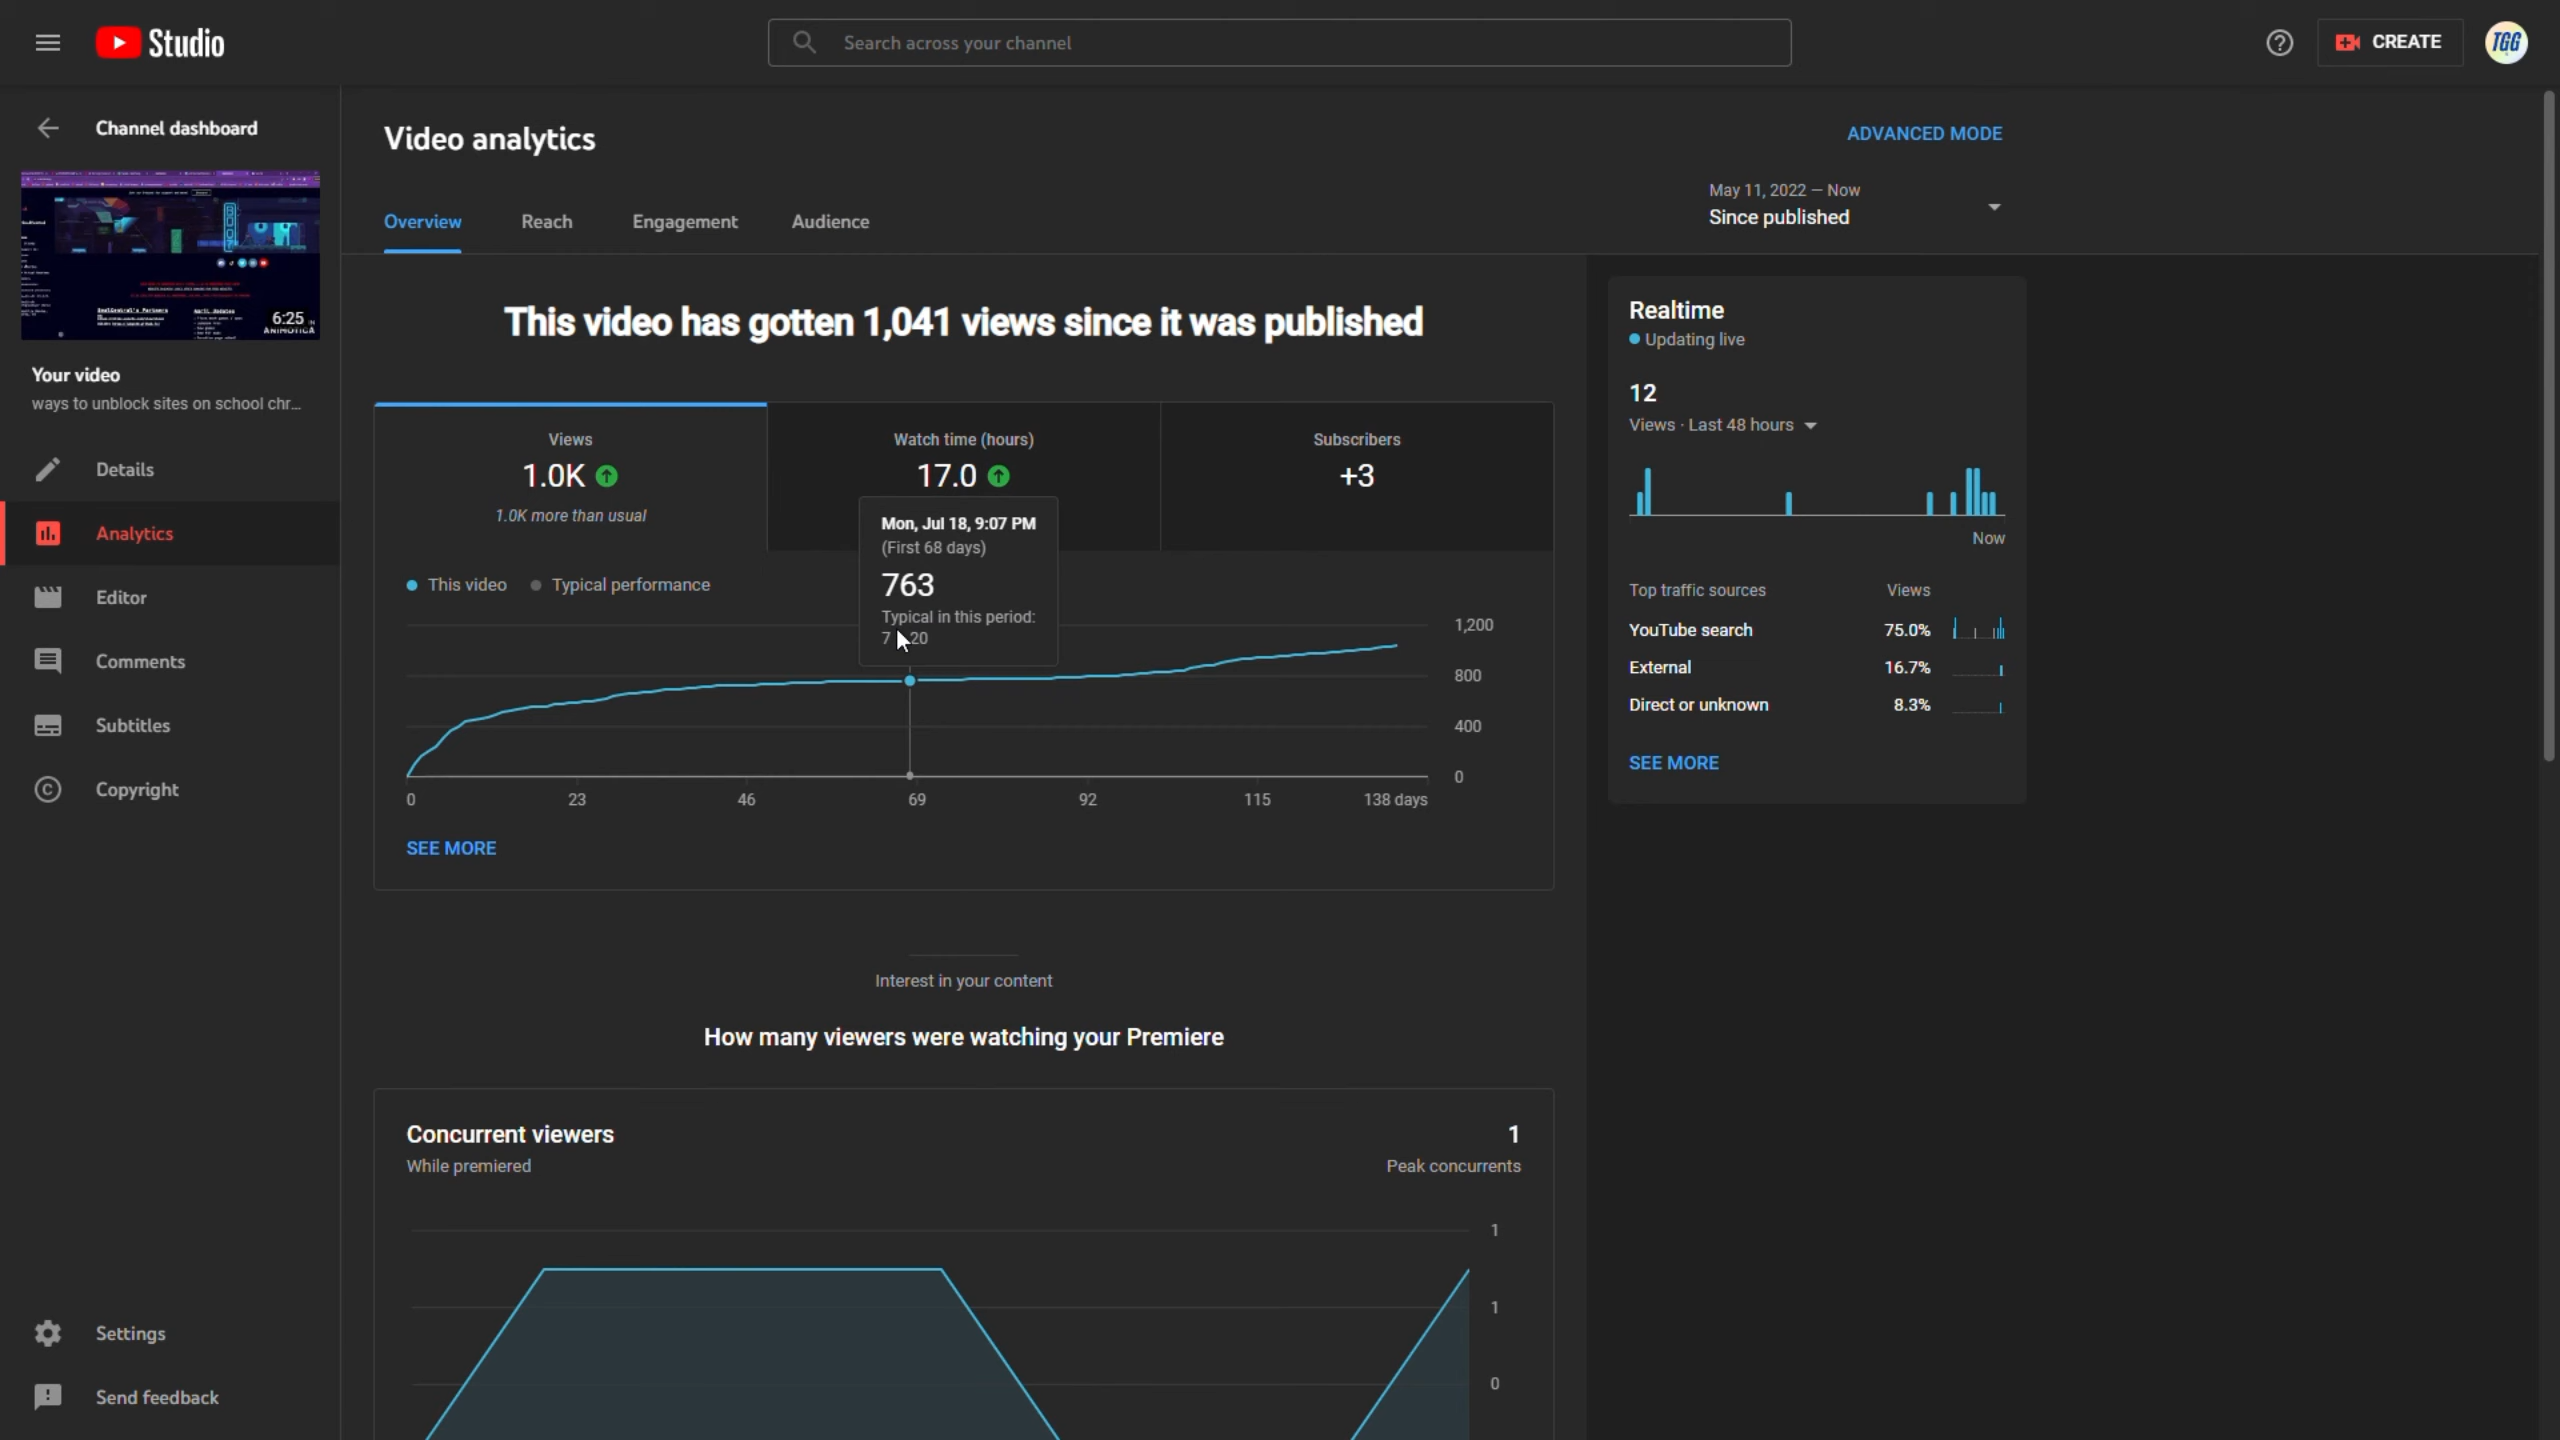 Studio
Search across your channel
CREATE
TGG
Channel dashboard
6:25
ANIMOTICA
Your video
ways to unblock sites on school chr...
Details
Analytics
Editor
Comments
Subtitles
Copyright
Settings
Send feedback
Video analytics
ADVANCED MODE
Overview
Reach
Engagement
Audience
May 11, 2022 – Now
Since published
This video has gotten 1,041 views since it was published
Views
1.0K
1.0K more than usual
Watch time (hours)
17.0
Subscribers
+3
Mon, Jul 18, 9:07 PM
(First 68 days)
763
Typical in this period:
7 20
This video
Typical performance
1,200
800
400
0
0 23 46 69 92 115 138 days
SEE MORE
Interest in your content
How many viewers were watching your Premiere
Concurrent viewers
While premiered
1
Peak concurrents
1
1
0
Realtime
Updating live
12
Views · Last 48 hours
Now
Top traffic sources Views
YouTube search 75.0%
External 16.7%
Direct or unknown 8.3%
SEE MORE